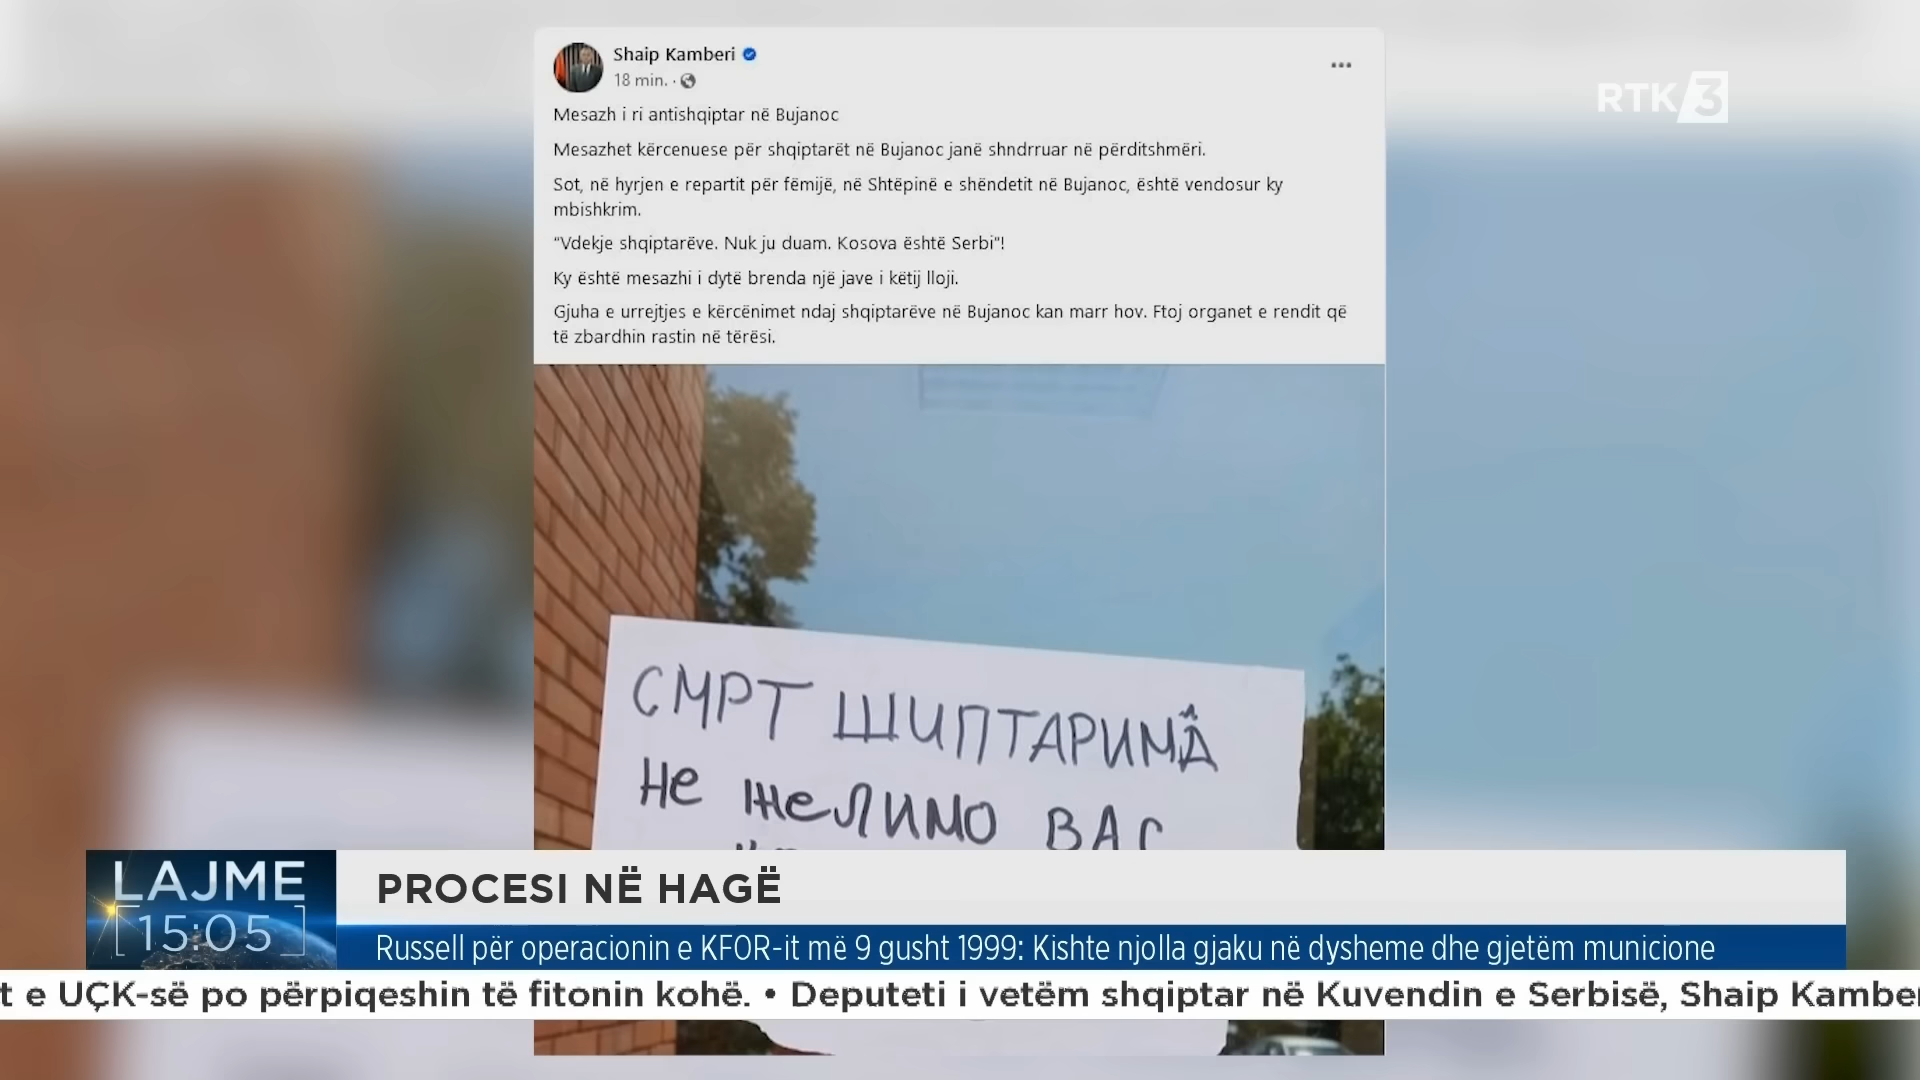 Shaip Kamberi
18 min. ·
Mesazh i ri antishqiptar në Bujanoc
Mesazhet kërcenuese për shqiptarët në Bujanoc janë shndrruar në përditshmëri.
Sot, në hyrjen e repartit për fëmijë, në Shtëpinë e shëndetit në Bujanoc, është vendosur ky
mbishkrim.
“Vdekje shqiptarëve. Nuk ju duam. Kosova është Serbi”!
Ky është mesazhi i dytë brenda një jave i këtij lloji.
Gjuha e urrejtjes e kërcënimet ndaj shqiptarëve në Bujanoc kan marr hov. Ftoj organet e rendit që
të zbardhin rastin në tërësi.
RTK 3
СМРТ ШИПТАРИМА
Не желимо ВАС
LAJME
15:05
PROCESI NË HAGË
Russell për operacionin e KFOR-it më 9 gusht 1999: Kishte njolla gjaku në dysheme dhe gjetëm municione
t e UÇK-së po përpiqeshin të fitonin kohë. • Deputeti i vetëm shqiptar në Kuvendin e Serbisë, Shaip Kamber